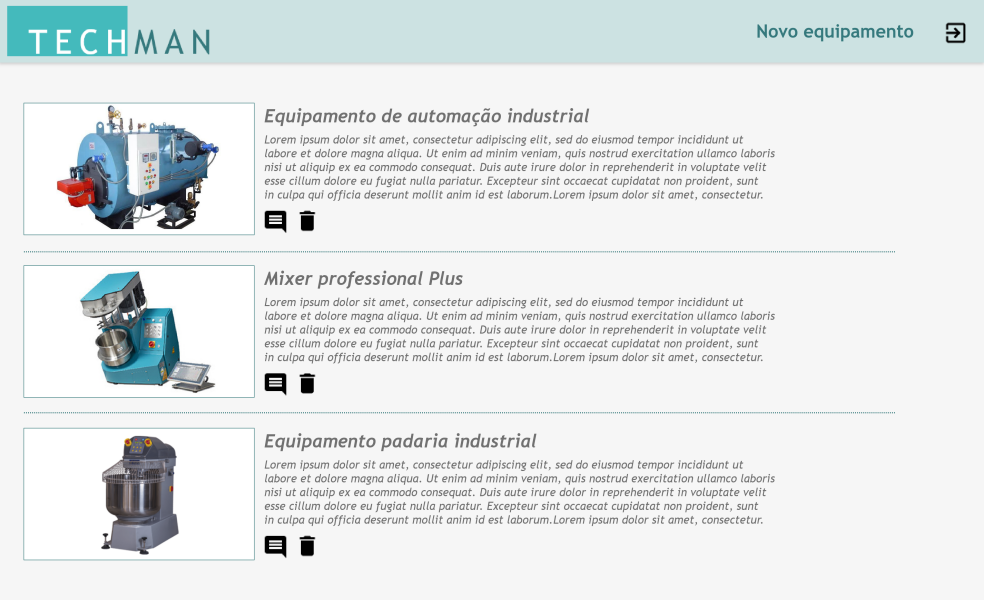 TECHMAN
Novo equipamento
Equipamento de automação industrial
Lorem ipsum dolor sit amet, consectetur adipiscing elit, sed do eiusmod tempor incididunt ut
labore et dolore magna aliqua. Ut enim ad minim veniam, quis nostrud exercitation ullamco laboris
nisi ut aliquip ex ea commodo consequat. Duis aute irure dolor in reprehenderit in voluptate velit
esse cillum dolore eu fugiat nulla pariatur. Excepteur sint occaecat cupidatat non proident, sunt
in culpa qui officia deserunt mollit anim id est laborum.Lorem ipsum dolor sit amet, consectetur.
Mixer professional Plus
Lorem ipsum dolor sit amet, consectetur adipiscing elit, sed do eiusmod tempor incididunt ut
labore et dolore magna aliqua. Ut enim ad minim veniam, quis nostrud exercitation ullamco laboris
nisi ut aliquip ex ea commodo consequat. Duis aute irure dolor in reprehenderit in voluptate velit
esse cillum dolore eu fugiat nulla pariatur. Excepteur sint occaecat cupidatat non proident, sunt
in culpa qui officia deserunt mollit anim id est laborum.Lorem ipsum dolor sit amet, consectetur.
Equipamento padaria industrial
Lorem ipsum dolor sit amet, consectetur adipiscing elit, sed do eiusmod tempor incididunt ut
labore et dolore magna aliqua. Ut enim ad minim veniam, quis nostrud exercitation ullamco laboris
nisi ut aliquip ex ea commodo consequat. Duis aute irure dolor in reprehenderit in voluptate velit
esse cillum dolore eu fugiat nulla pariatur. Excepteur sint occaecat cupidatat non proident, sunt
in culpa qui officia deserunt mollit anim id est laborum.Lorem ipsum dolor sit amet, consectetur.